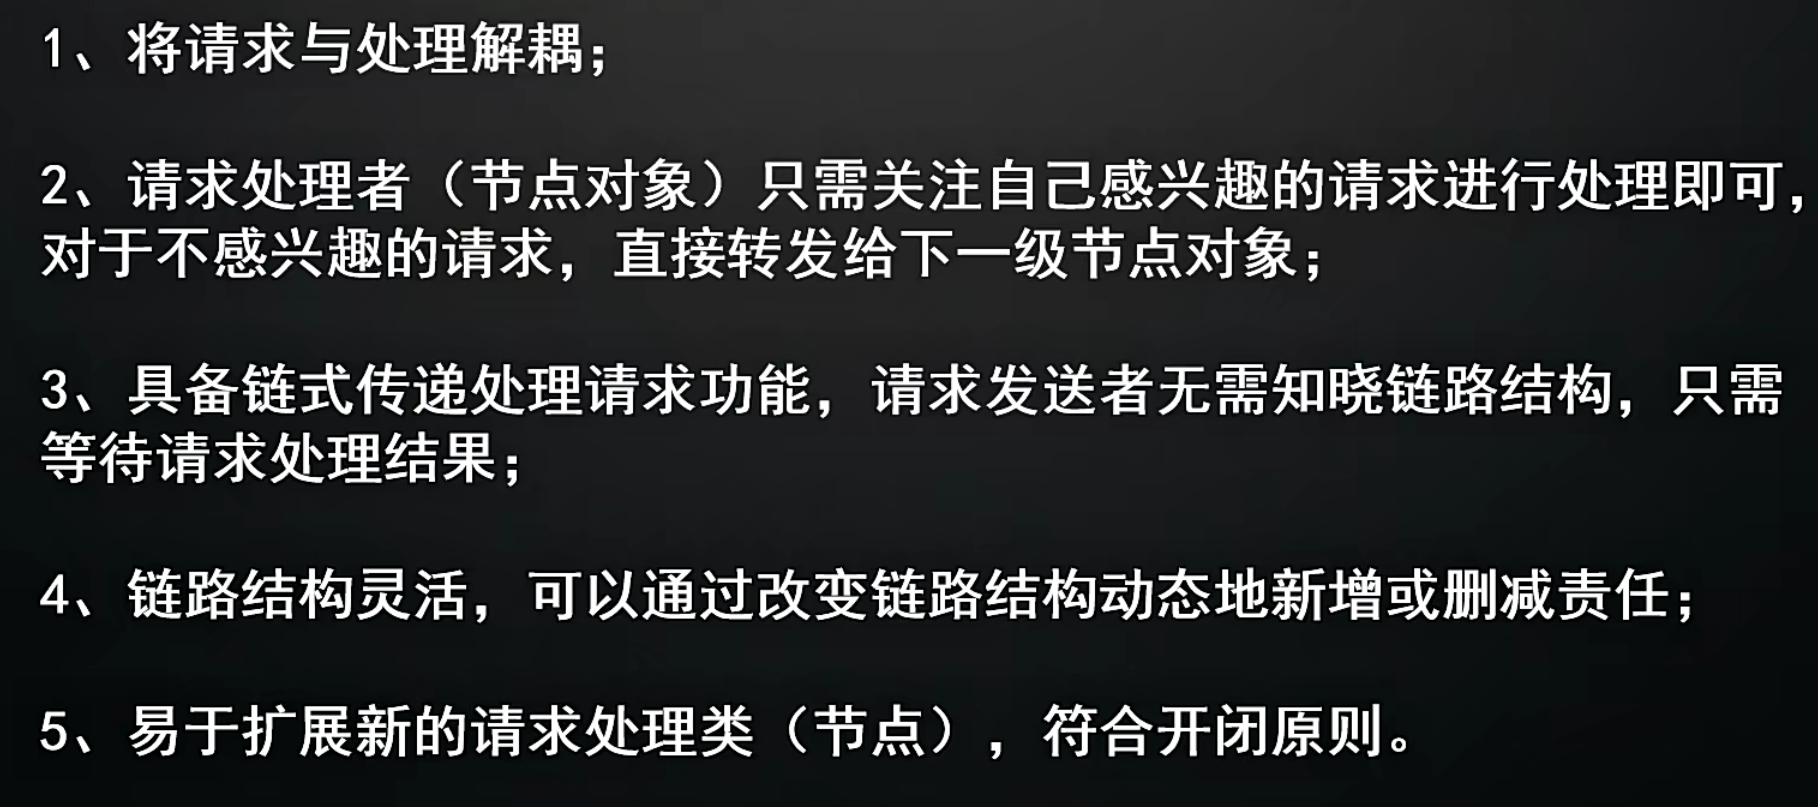 1、将请求与处理解耦；
2、请求处理者（节点对象）只需关注自己感兴趣的请求进行处理即可，
对于不感兴趣的请求，直接转发给下一级节点对象；
3、具备链式传递处理请求功能，请求发送者无需知晓链路结构，只需
等待请求处理结果；
4、链路结构灵活，可以通过改变链路结构动态地新增或删减责任；
5、易于扩展新的请求处理类（节点），符合开闭原则。